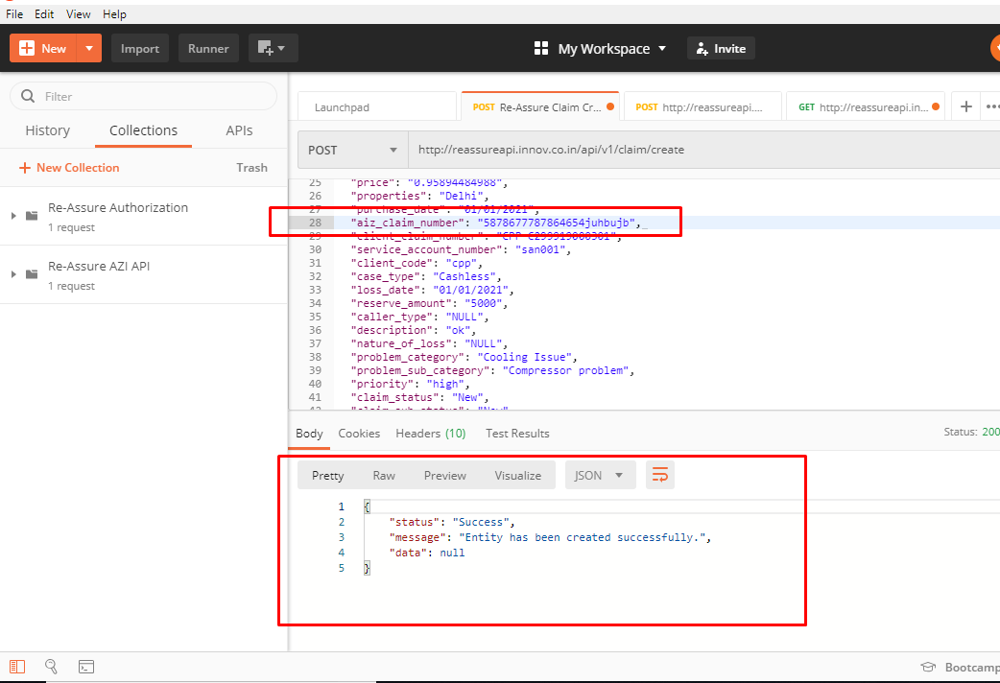 File Edit View Help
New Import Runner My Workspace Invite
Filter
History Collections APIs
New Collection Trash
Re-Assure Authorization
1 request
Re-Assure AZI API
1 request
Launchpad POST Re-Assure Claim Cr... POST http://reassureapi.... GET http://reassureapi.in...
POST http://reassureapi.innov.co.in/api/v1/claim/create
25 "price": "0.95894484988",
26 "properties": "Delhi",
27 "purchase_date": "01/01/2021",
28 "aiz_claim_number": "5878677787864654juhbujb",
29 "client_claim_number": "CPP-C299919000301",
30 "service_account_number": "san001",
31 "client_code": "cpp",
32 "case_type": "Cashless",
33 "loss_date": "01/01/2021",
34 "reserve_amount": "5000",
35 "caller_type": "NULL",
36 "description": "ok",
37 "nature_of_loss": "NULL",
38 "problem_category": "Cooling Issue",
39 "problem_sub_category": "Compressor problem",
40 "priority": "high",
41 "claim_status": "New",
42 "claim_sub_status": "New"
Body Cookies Headers (10) Test Results Status: 200
Pretty Raw Preview Visualize JSON
1 {
2 "status": "Success",
3 "message": "Entity has been created successfully.",
4 "data": null
5 }
Bootcamp